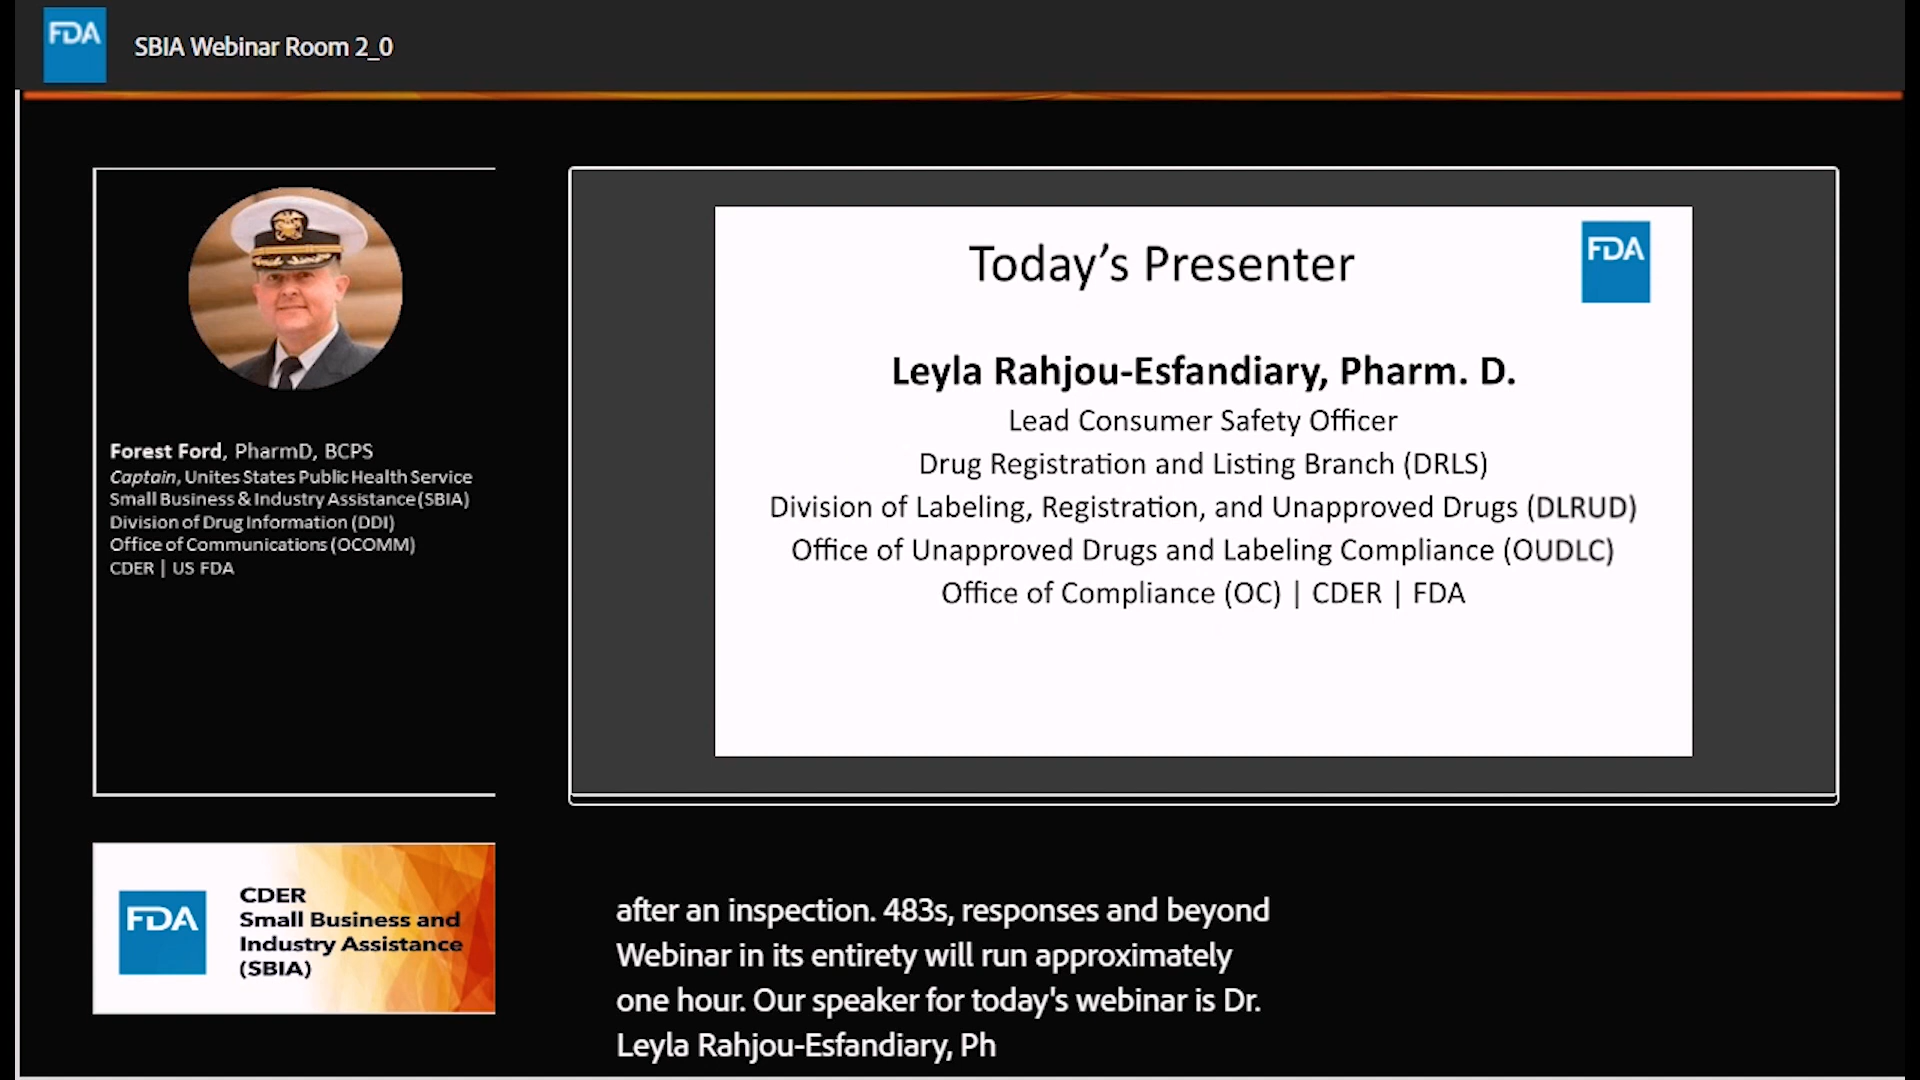 FDA
SBIA Webinar Room 2_0
Forest Ford, PharmD, BCPS
Captain, Unites States Public Health Service
Small Business & Industry Assistance (SBIA)
Division of Drug Information (DDI)
Office of Communications (OCOMM)
CDER | US FDA
Today's Presenter
FDA
Leyla Rahjou-Esfandiary, Pharm. D.
Lead Consumer Safety Officer
Drug Registration and Listing Branch (DRLS)
Division of Labeling, Registration, and Unapproved Drugs (DLRUD)
Office of Unapproved Drugs and Labeling Compliance (OUDLC)
Office of Compliance (OC) | CDER | FDA
FDA
CDER
Small Business and
Industry Assistance
(SBIA)
after an inspection. 483s, responses and beyond
Webinar in its entirety will run approximately
one hour. Our speaker for today's webinar is Dr.
Leyla Rahjou-Esfandiary, Ph